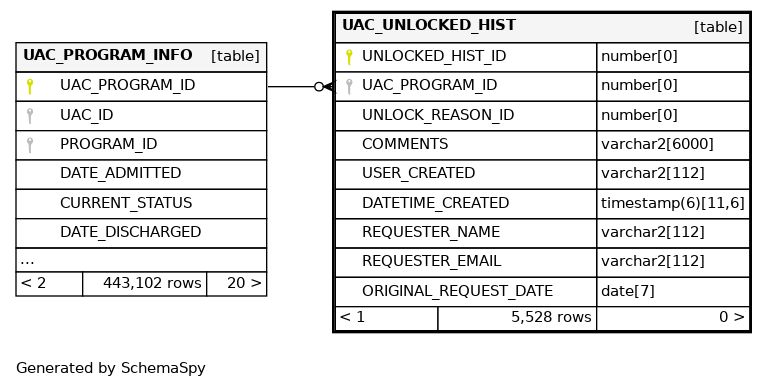 UAC_PROGRAM_INFO [table]
UAC_PROGRAM_ID
UAC_ID
PROGRAM_ID
DATE_ADMITTED
CURRENT_STATUS
DATE_DISCHARGED
...
< 2 443,102 rows 20 >
UAC_UNLOCKED_HIST [table]
UNLOCKED_HIST_ID number[0]
UAC_PROGRAM_ID number[0]
UNLOCK_REASON_ID number[0]
COMMENTS varchar2[6000]
USER_CREATED varchar2[112]
DATETIME_CREATED timestamp(6)[11,6]
REQUESTER_NAME varchar2[112]
REQUESTER_EMAIL varchar2[112]
ORIGINAL_REQUEST_DATE date[7]
< 1 5,528 rows 0 >
Generated by SchemaSpy